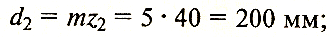 d₂ = mz₂ = 5 · 40 = 200 мм;